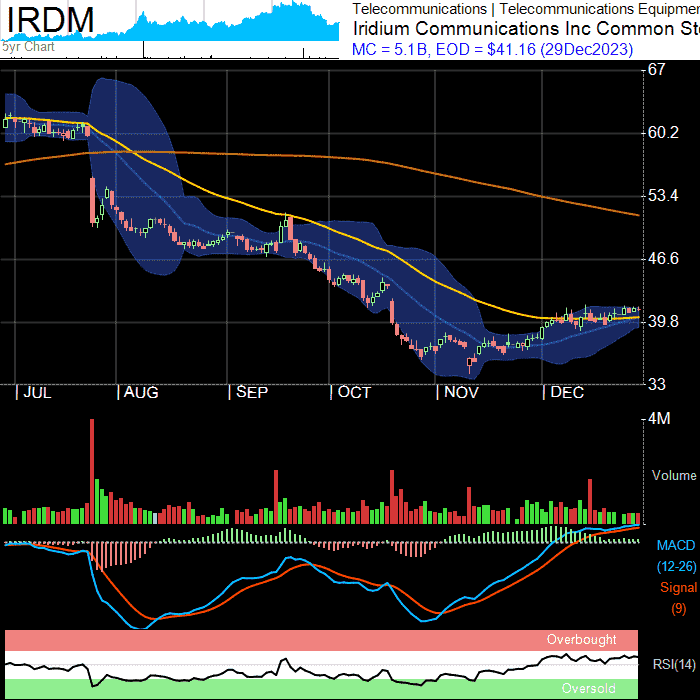 IRDM
5yr Chart
Telecommunications | Telecommunications Equipmen
Iridium Communications Inc Common Sto
MC = 5.1B, EOD = $41.16 (29Dec2023)
67
60.2
53.4
46.6
39.8
33
|JUL |AUG |SEP |OCT |NOV |DEC
4M
Volume
MACD
(12-26)
Signal
(9)
Overbought
RSI(14)
Oversold